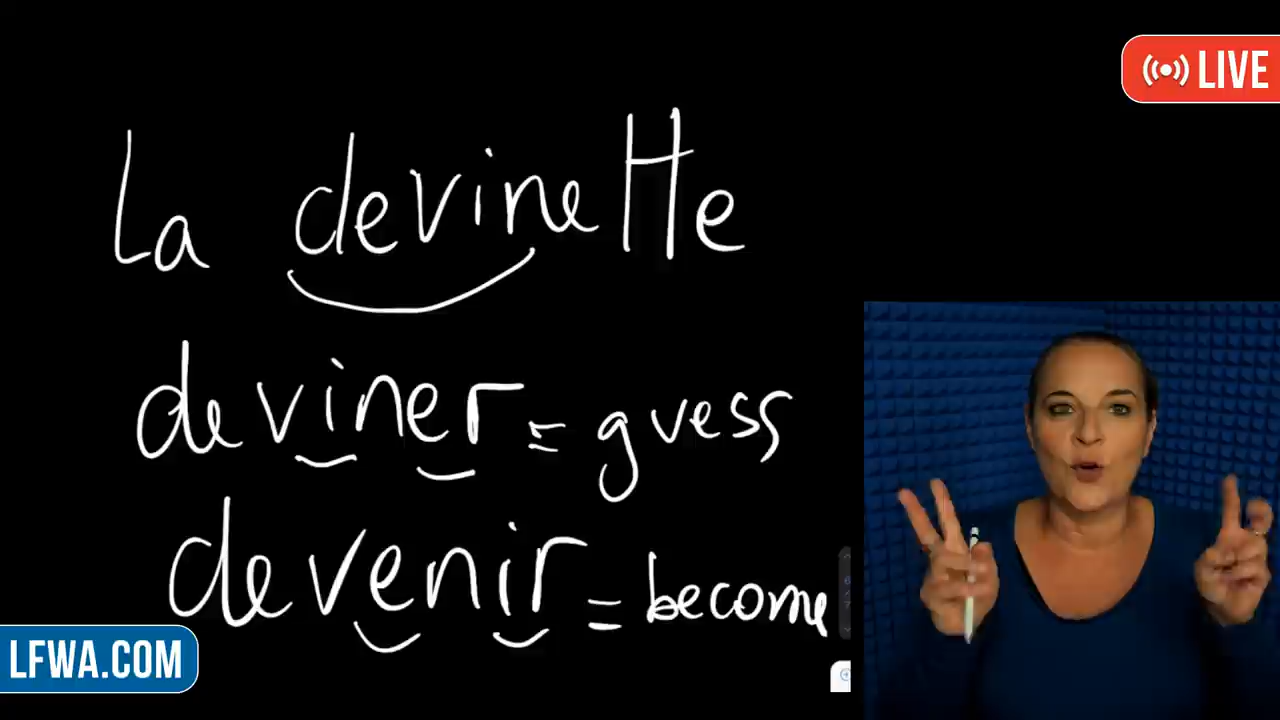 LIVE
La devinette
deviner = guess
devenir = become
LFWA.COM